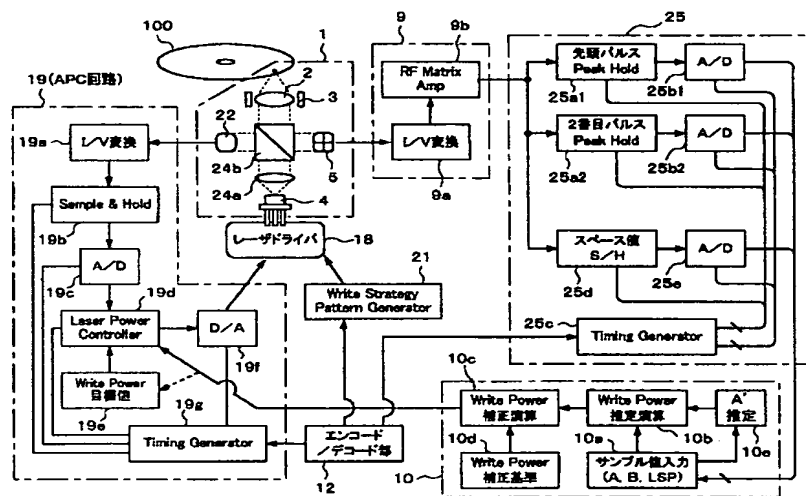 100
1
9
9b
25
2
3
RF Matrix
Amp
先頭パルス
Peak Hold
A/D
25a1
25b1
19(APC回路)
22
19a
I/V変換
24b
5
I/V変換
9a
2番目パルス
Peak Hold
A/D
25a2
25b2
24a
4
Sample & Hold
19b
レーザドライバ
18
スペース値
S/H
A/D
25d
25e
A/D
19c
19d
21
Laser Power
Controller
D/A
19f
Write Strategy
Pattern Generator
25c
Timing Generator
Write Power
目標値
19e
19g
Timing Generator
エンコード
/デコード部
12
10c
Write Power
補正演算
Write Power
推定演算
A'
推定
10d
10a
10b
10e
Write Power
補正基準
サンプル値入力
(A, B, LSP)
10